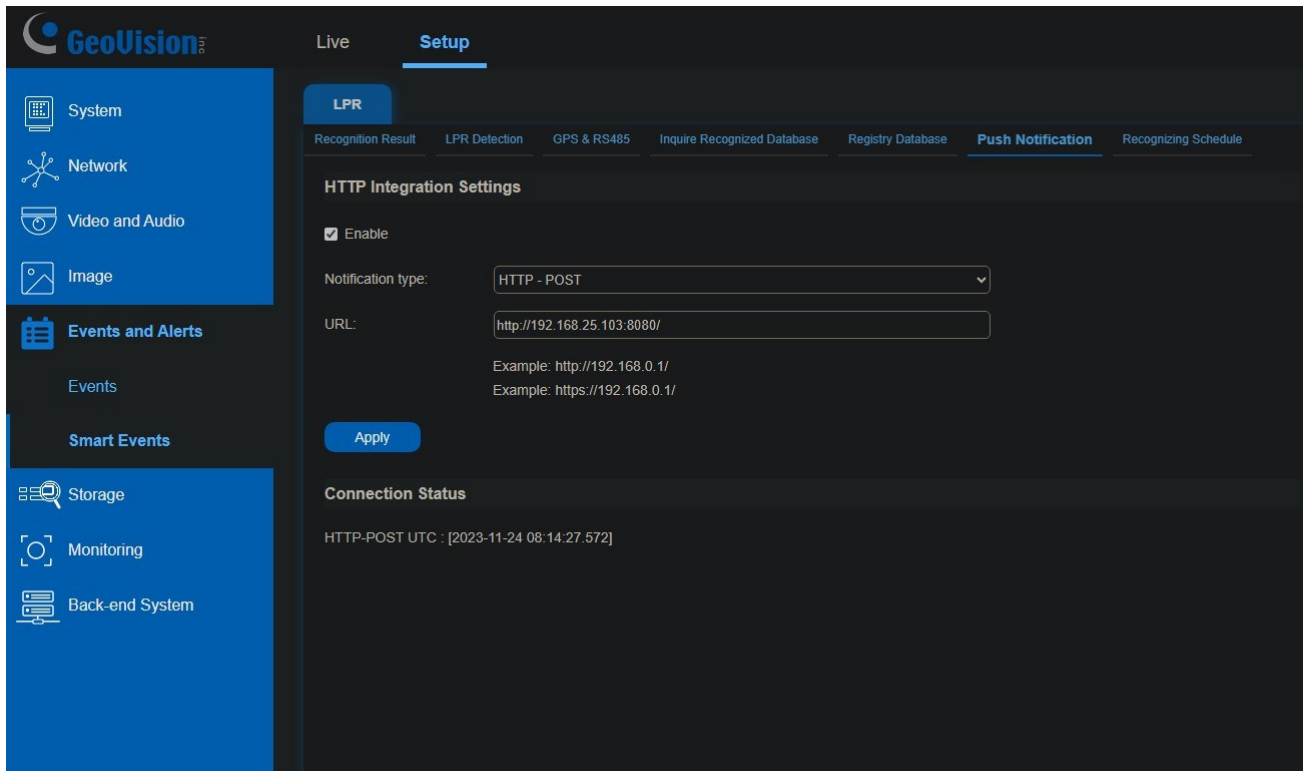 GeoVision
Live
Setup
System
Network
Video and Audio
Image
Events and Alerts
Events
Smart Events
Storage
Monitoring
Back-end System
LPR
Recognition Result
LPR Detection
GPS & RS485
Inquire Recognized Database
Registry Database
Push Notification
Recognizing Schedule
HTTP Integration Settings
Enable
Notification type:
HTTP - POST
URL:
http://192.168.25.103:8080/
Example: http://192.168.0.1/
Example: https://192.168.0.1/
Apply
Connection Status
HTTP-POST UTC : [2023-11-24 08:14:27.572]